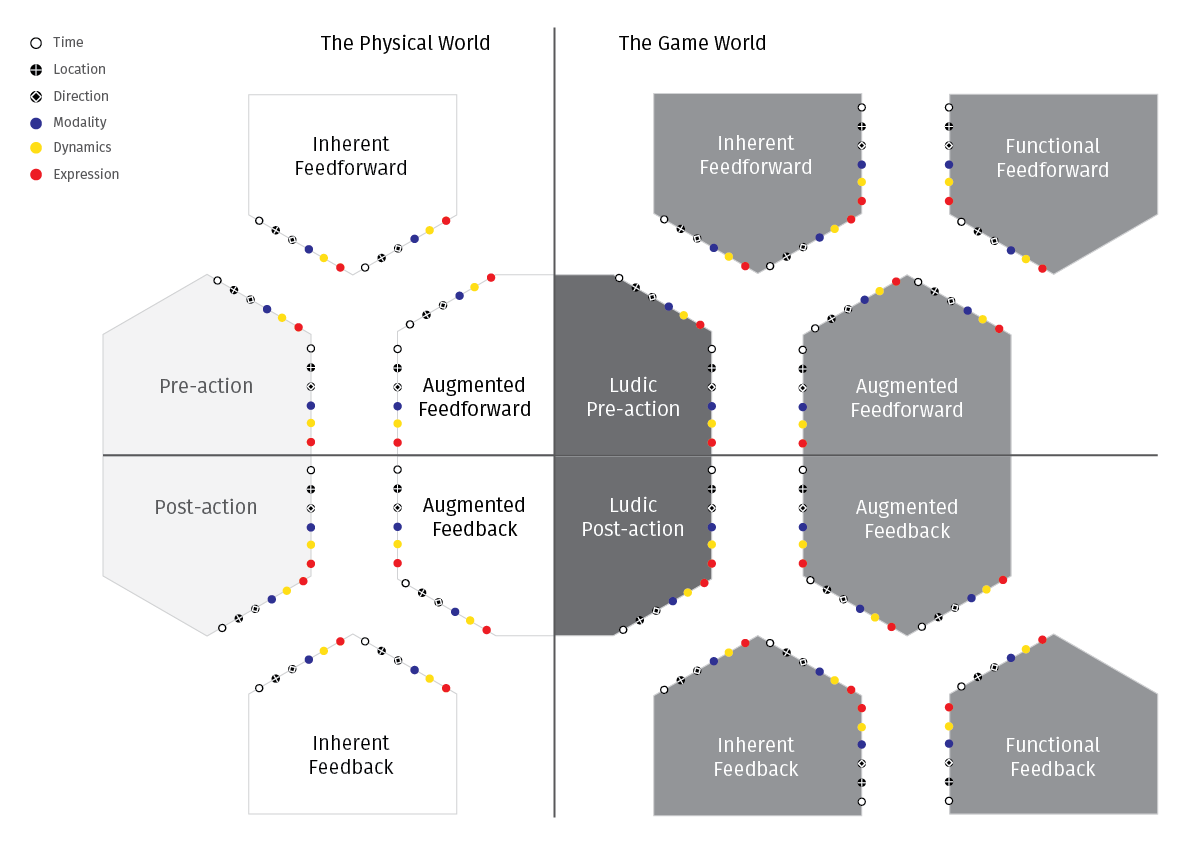 The Physical World
The Game World
Time
Location
Direction
Modality
Dynamics
Expression
Inherent
Feedforward
Inherent
Feedforward
Functional
Feedforward
Pre-action
Augmented
Feedforward
Ludic
Pre-action
Augmented
Feedforward
Post-action
Augmented
Feedback
Ludic
Post-action
Augmented
Feedback
Inherent
Feedback
Inherent
Feedback
Functional
Feedback